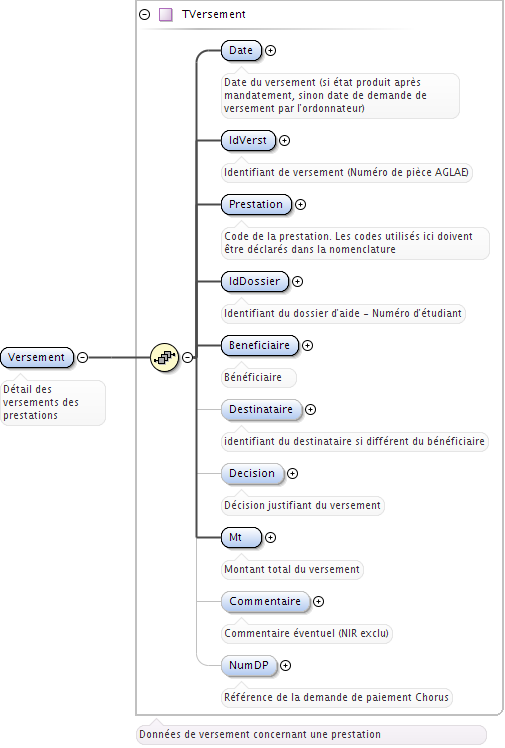 TVersement
Date
Date du versement (si état produit après
mandatement, sinon date de demande de
versement par l'ordonnateur)
IdVerst
Identifiant de versement (Numéro de pièce AGLAE)
Prestation
Code de la prestation. Les codes utilisés ici doivent
être déclarés dans la nomenclature
IdDossier
Identifiant du dossier d'aide - Numéro d'étudiant
Versement
Détail des
versements des
prestations
Beneficiaire
Bénéficiaire
Destinataire
identifiant du destinataire si différent du bénéficiaire
Decision
Décision justifiant du versement
Mt
Montant total du versement
Commentaire
Commentaire éventuel (NIR exclu)
NumDP
Référence de la demande de paiement Chorus
Données de versement concernant une prestation